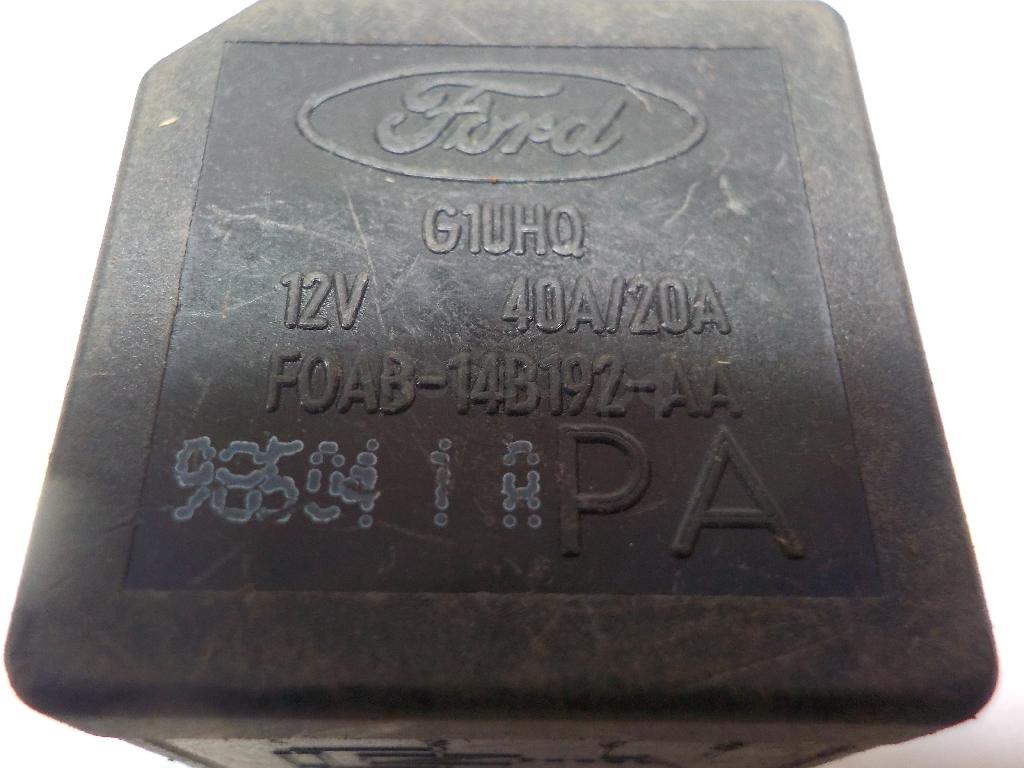 Ford
G1UHQ
12V 40A/20A
F0AB-14B192-AA
PA